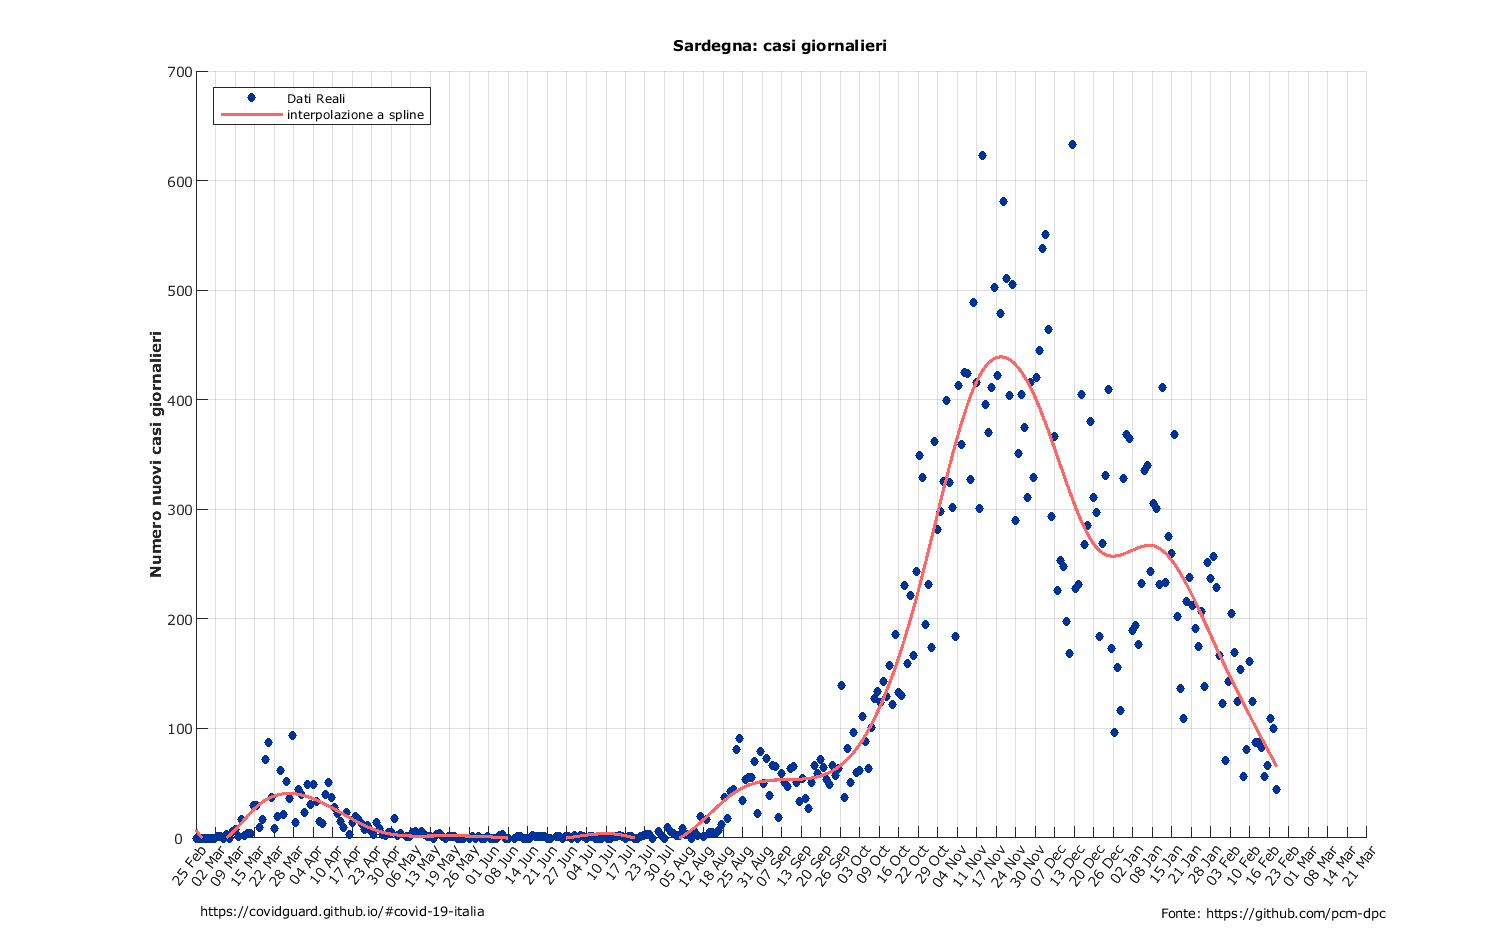 Sardegna: casi giornalieri
700
600
500
400
300
200
100
0
Dati Reali
interpolazione a spline
Numero nuovi casi giornalieri
25 Feb
02 Mar
09 Mar
15 Mar
22 Mar
28 Mar
04 Apr
10 Apr
17 Apr
23 Apr
30 Apr
06 May
13 May
19 May
26 May
01 Jun
08 Jun
14 Jun
21 Jun
27 Jun
04 Jul
10 Jul
17 Jul
23 Jul
30 Jul
05 Aug
12 Aug
18 Aug
25 Aug
31 Aug
07 Sep
13 Sep
20 Sep
26 Sep
03 Oct
09 Oct
16 Oct
22 Oct
29 Oct
04 Nov
11 Nov
17 Nov
24 Nov
30 Nov
07 Dec
13 Dec
20 Dec
26 Dec
02 Jan
08 Jan
15 Jan
21 Jan
28 Jan
03 Feb
10 Feb
16 Feb
23 Feb
01 Mar
08 Mar
14 Mar
21 Mar
https://covidguard.github.io/#covid-19-italia
Fonte: https://github.com/pcm-dpc